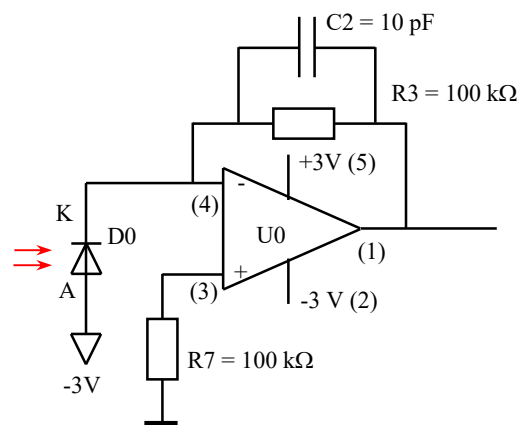 C2 = 10 pF
R3 = 100 kΩ
+3V (5)
K
(4)
-
D0
U0
(1)
A
(3)
+
-3 V (2)
R7 = 100 kΩ
-3V